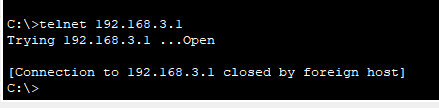 C:\>telnet 192.168.3.1
Trying 192.168.3.1 ...Open
[Connection to 192.168.3.1 closed by foreign host]
C:\>